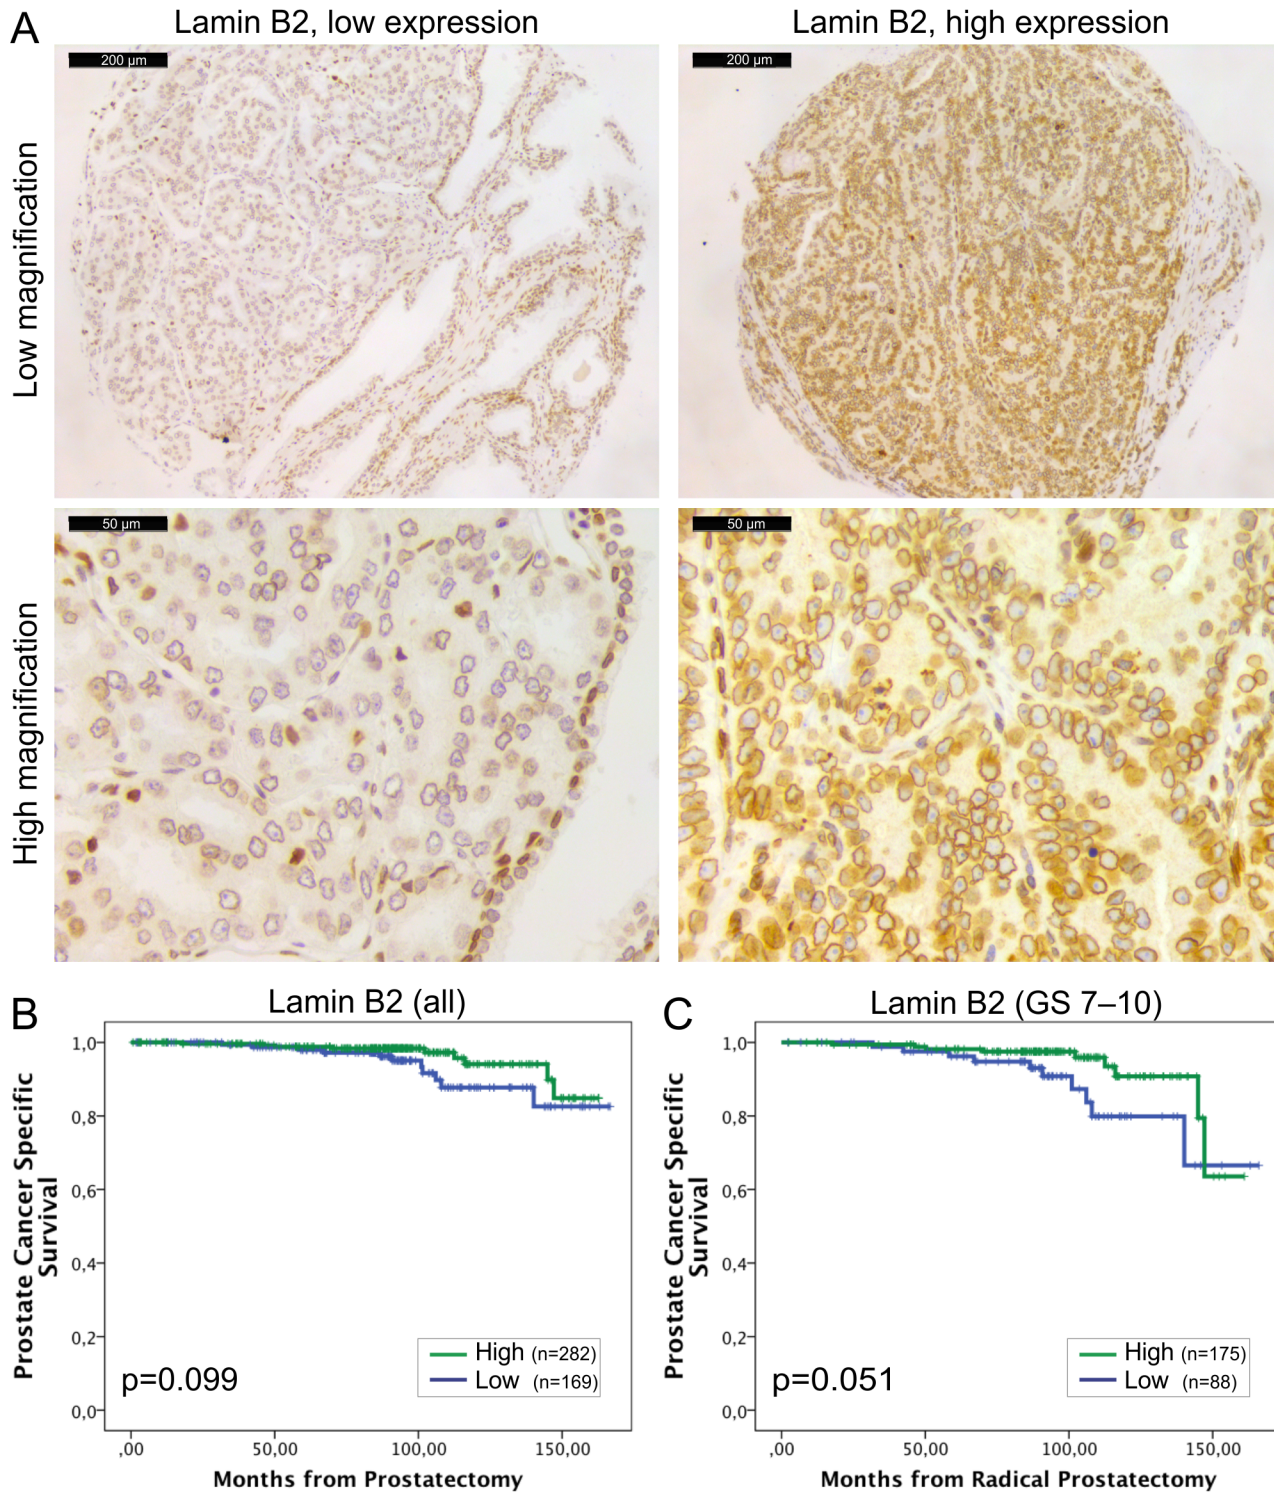 A
Lamin B2, low expression
Lamin B2, high expression
Low magnification
200 µm
200 µm
High magnification
50 µm
50 µm
B
Lamin B2 (all)
Prostate Cancer Specific
Survival
1,0
0,8
0,6
0,4
0,2
0,0
p=0.099
High (n=282)
Low (n=169)
,00 50,00 100,00 150,00
Months from Prostatectomy
C
Lamin B2 (GS 7–10)
Prostate Cancer Specific
Survival
1,0
0,8
0,6
0,4
0,2
0,0
p=0.051
High (n=175)
Low (n=88)
,00 50,00 100,00 150,00
Months from Radical Prostatectomy